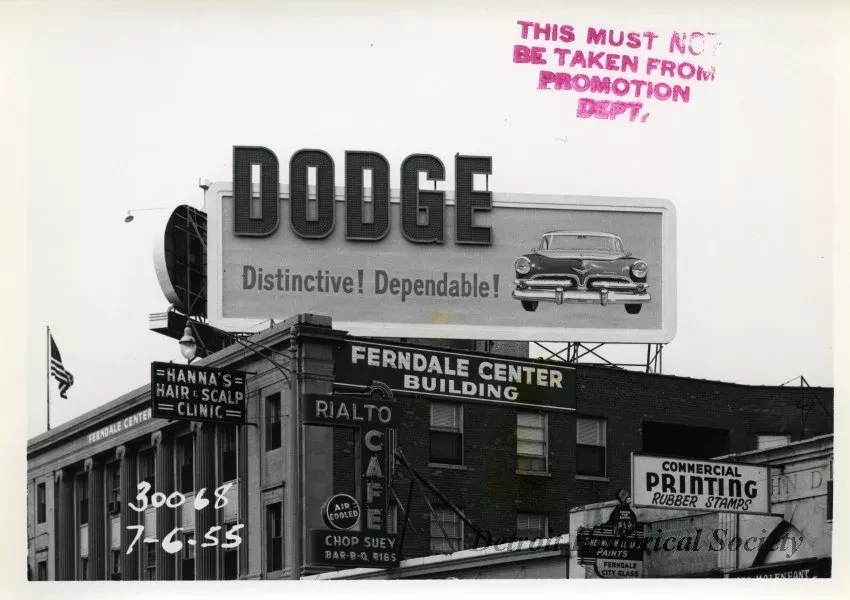 THIS MUST NOT
BE TAKEN FROM
PROMOTION
DEPT.
DODGE
Distinctive! Dependable!
FERNDALE CENTER
BUILDING
HANNA'S
HAIR & SCALP
CLINIC
FERNDALE CENTER
RIALTO
CAFE
AIR
COOLED
CHOP SUEY
BAR-B-Q RIBS
COMMERCIAL
PRINTING
RUBBER STAMPS
PAINTS
FERNDALE
CITY GLASS
30068
7-6-55
Detroit Historical Society